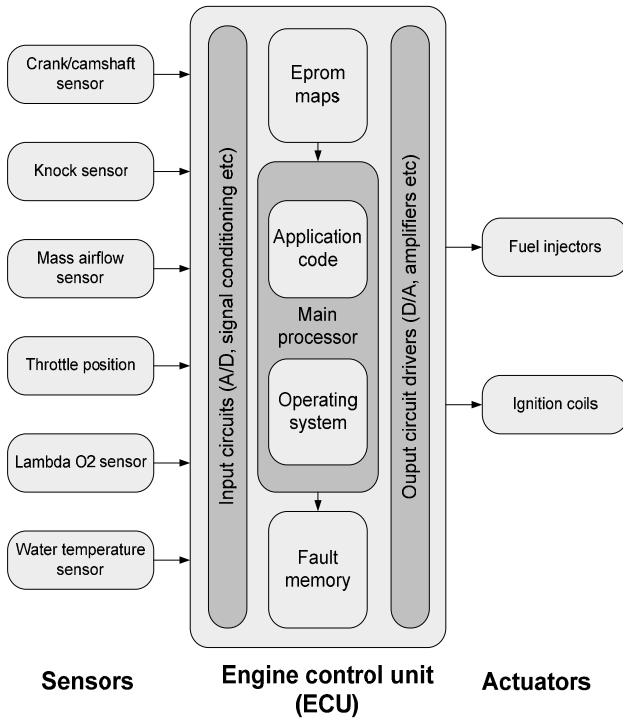 Crank/camshaft
sensor
Knock sensor
Mass airflow
sensor
Throttle position
Lambda O2 sensor
Water temperature
sensor
Input circuits (A/D, signal conditioning etc)
Eprom
maps
Application
code
Main
processor
Operating
system
Fault
memory
Ouput circuit drivers (D/A, amplifiers etc)
Fuel injectors
Ignition coils
Sensors
Engine control unit
(ECU)
Actuators